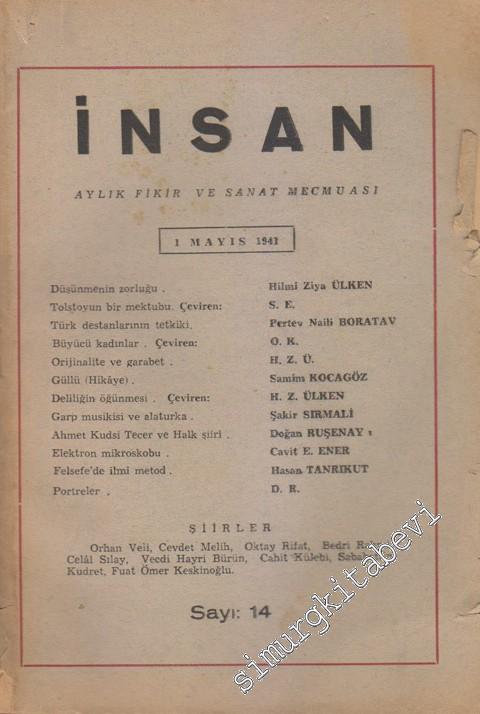 İNSAN
AYLIK FİKİR VE SANAT MECMUASI
1 MAYIS 1941
Düşünmenin zorluğu . Hilmi Ziya ÜLKEN
Tolstoyun bir mektubu. Çeviren: S. E.
Türk destanlarının tetkiki. Pertev Naili BORATAV
Büyücü kadınlar . Çeviren: O. K.
Orijinalite ve garabet . H. Z. Ü.
Güllü (Hikâye) . Samim KOCAGÖZ
Deliliğin öğünmesi . Çeviren: H. Z. ÜLKEN
Garp musikisi ve alaturka . Şakir SIRMALİ
Ahmet Kudsi Tecer ve Halk şiiri . Doğan RUŞENAY
Elektron mikroskobu . Cavit E. ENER
Felsefe'de ilmi metod . Hasan TANRIKUT
Portreler . D. R.
ŞİİRLER
Orhan Veli, Cevdet Melih, Oktay Rifat, Bedri
Celâl Sılay, Vecdi Hayri Bürün, Cahit Külebi,
Kudret, Fuat Ömer Keskinoğlu.
Sayı: 14
simurgkitabevi